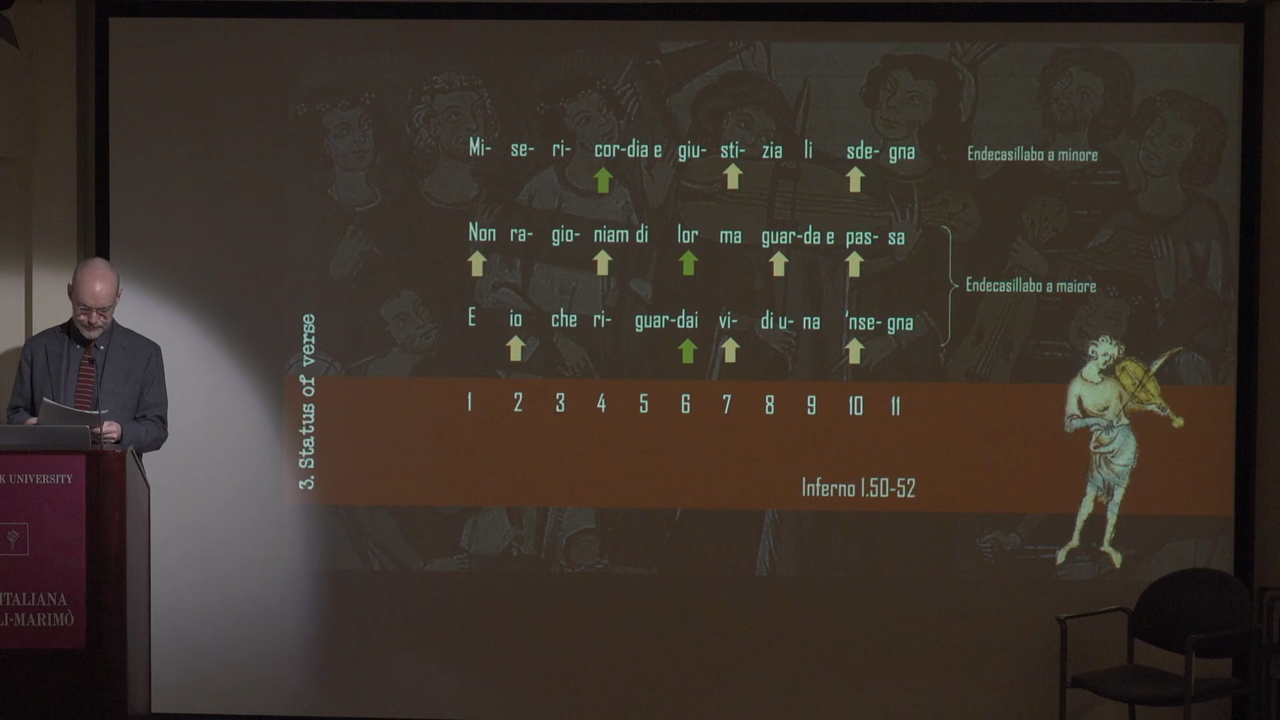 Mi- se- ri- cor-dia e giu- sti- zia li sde- gna
Endecasillabo a minore
Non ra- gio- niam di lor ma guar-da e pas- sa
E io che ri- guar-dai vi- di u- na 'nse- gna
Endecasillabo a maiore
1 2 3 4 5 6 7 8 9 10 11
Inferno 1.50-52
3. Status of verse
K UNIVERSITY
ITALIANA
LI-MARIMÒ